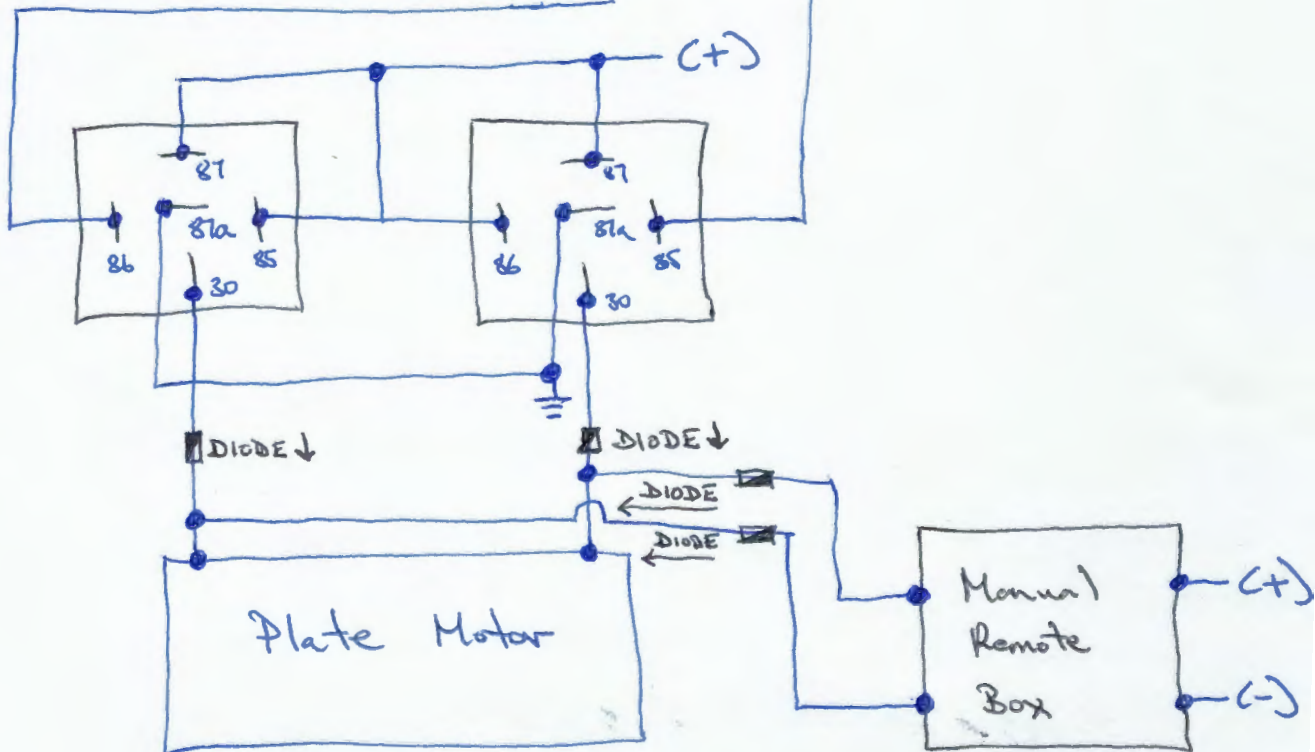 (+)
87
87
87a
87a
86
85
86
85
30
30
DIODE ↓
DIODE ↓
DIODE
←
DIODE
←
Plate Motor
Manual
Remote
Box
(+)
(-)